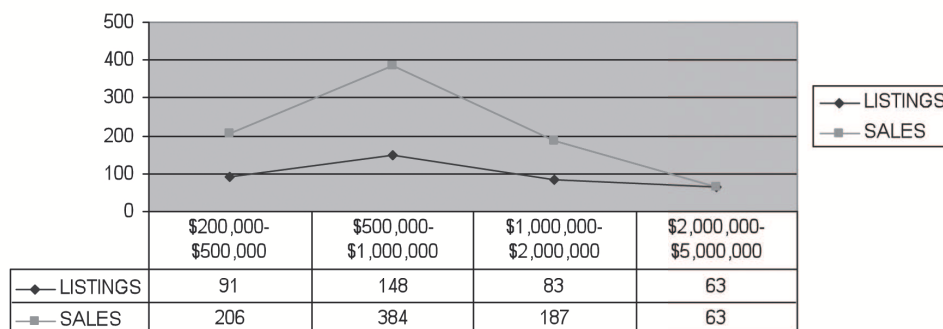 500
400
300
200
100
0
LISTINGS
SALES
$200,000- $500,000- $1,000,000- $2,000,000-
$500,000 $1,000,000 $2,000,000 $5,000,000
LISTINGS 91 148 83 63
SALES 206 384 187 63